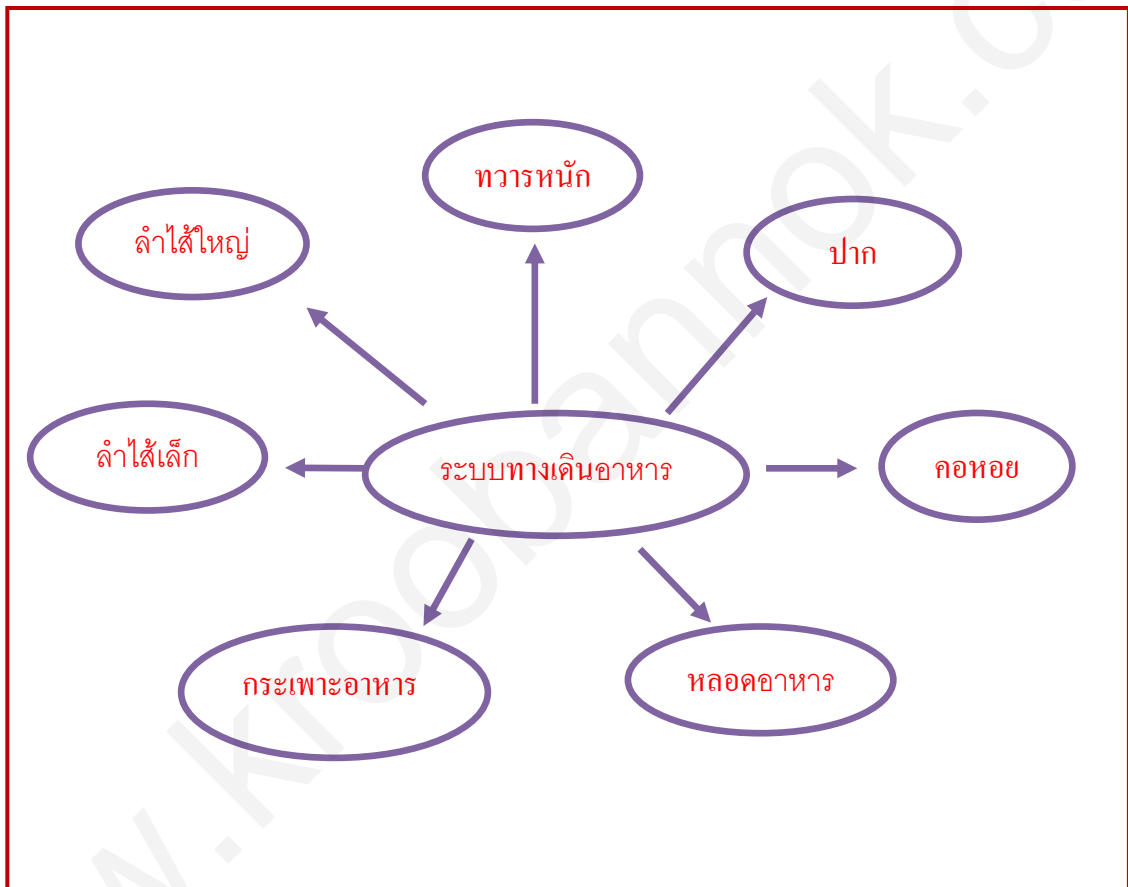 ทวารหนัก
ลำไส้ใหญ่
ปาก
ลำไส้เล็ก
ระบบทางเดินอาหาร
คอหอย
กระเพาะอาหาร
หลอดอาหาร
w.kroobannok.c